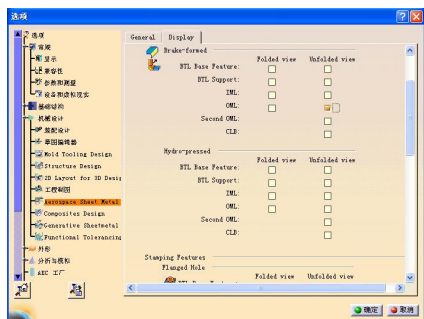 选项
选项
常规
显示
兼容性
参数和测量
设备和虚拟现实
基础结构
机械设计
装配设计
草图编辑器
Mold Tooling Design
Structure Design
2D Layout for 3D Desig
工程制图
Aerospace Sheet Metal
Composites Design
Generative Sheetmetal
Functional Tolerancing
外形
分析与模拟
AEC 工厂
General Display
Brake-formed
Folded view Unfolded view
BTL Base Feature:
BTL Support:
IML:
OML:
Second OML:
CLB:
Hydro-pressed
Folded view Unfolded view
BTL Base Feature:
BTL Support:
IML:
OML:
Second OML:
CLB:
Stamping Features
Flanged Hole
Folded view Unfolded view
确定 取消